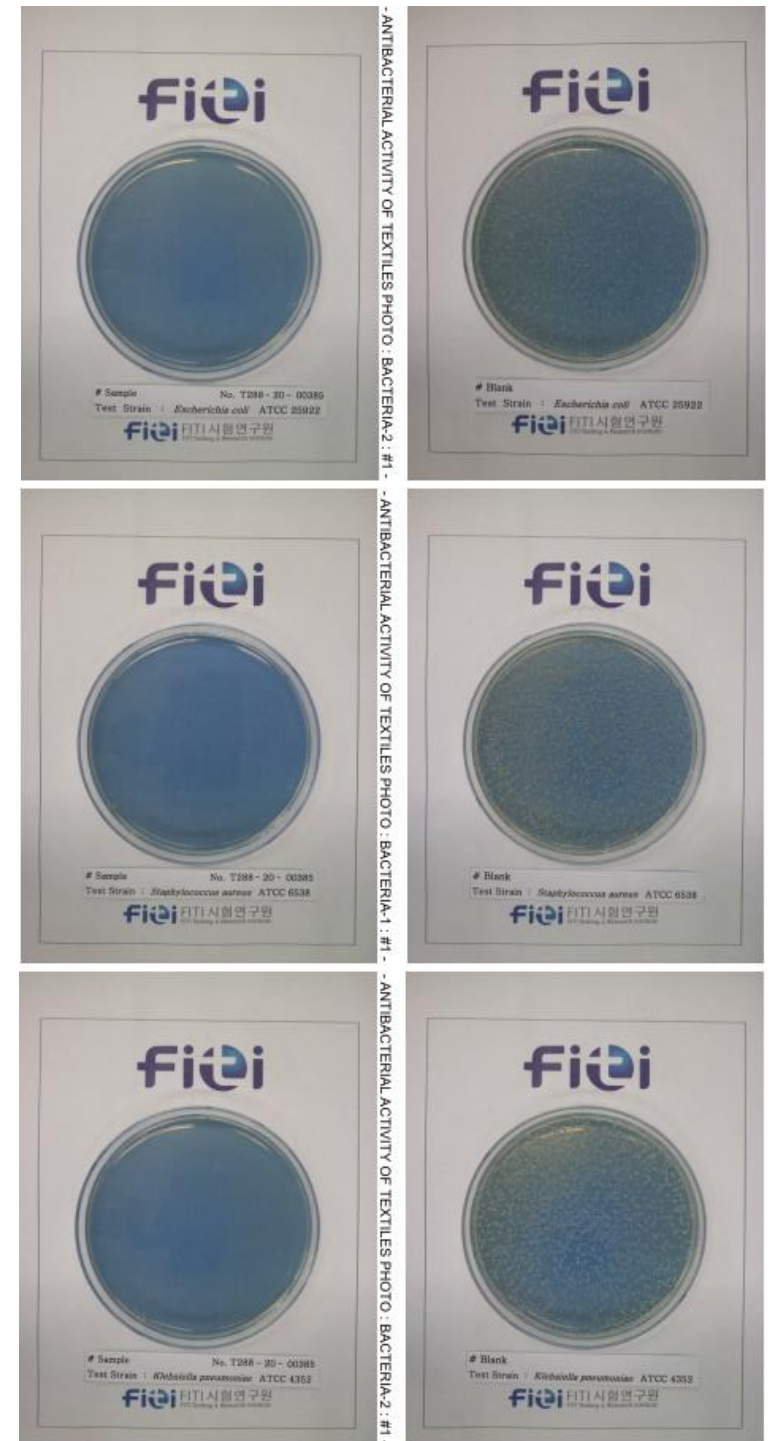 FiTi
# Sample No. T288 - 20 - 00385
Test Strain : Escherichia coli ATCC 25922
FiTi FITI시험연구원
- ANTIBACTERIAL ACTIVITY OF TEXTILES PHOTO : BACTERIA-2 : #1 -
FiTi
# Blank
Test Strain : Escherichia coli ATCC 25922
FiTi FITI시험연구원
FiTi
# Sample No. T288 - 20 - 00385
Test Strain : Staphylococcus aureus ATCC 6538
FiTi FITI시험연구원
- ANTIBACTERIAL ACTIVITY OF TEXTILES PHOTO : BACTERIA-1 : #1 -
FiTi
# Blank
Test Strain : Staphylococcus aureus ATCC 6538
FiTi FITI시험연구원
FiTi
# Sample No. T288 - 20 - 00385
Test Strain : Klebsiella pneumoniae ATCC 4352
FiTi FITI시험연구원
- ANTIBACTERIAL ACTIVITY OF TEXTILES PHOTO : BACTERIA-2 : #1 -
FiTi
# Blank
Test Strain : Klebsiella pneumoniae ATCC 4352
FiTi FITI시험연구원